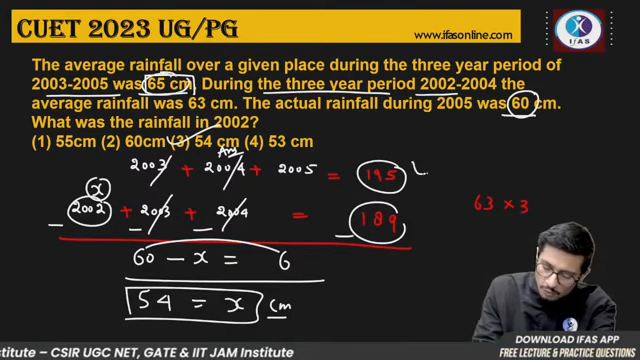 CUET 2023 UG/PG
www.ifasonline.com
iFAS
The average rainfall over a given place during the three year period of
2003-2005 was 65 cm. During the three year period 2002-2004 the
average rainfall was 63 cm. The actual rainfall during 2005 was 60 cm.
What was the rainfall in 2002?
(1) 55cm (2) 60cm (3) 54 cm (4) 53 cm
Ans
2003 + 2004 + 2005 = 195
x
2002 + 2003 + 2004 = 189
63 × 3
60 - x = 6
54 = x cm
DOWNLOAD IFAS APP
FREE LECTURE & PRACTICE QUESTIONS
nstitute – CSIR UGC NET, GATE & IIT JAM Institute